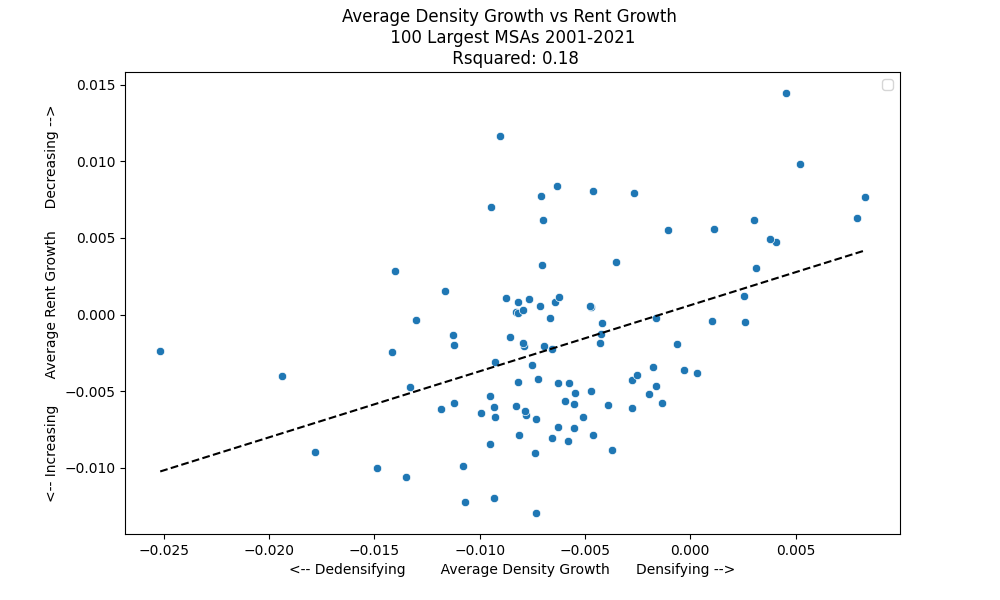 Average Density Growth vs Rent Growth
100 Largest MSAs 2001-2021
Rsquared: 0.18
<-- Increasing Average Rent Growth Decreasing -->
0.015
0.010
0.005
0.000
−0.005
−0.010
−0.025 −0.020 −0.015 −0.010 −0.005 0.000 0.005
<-- Dedensifying Average Density Growth Densifying -->